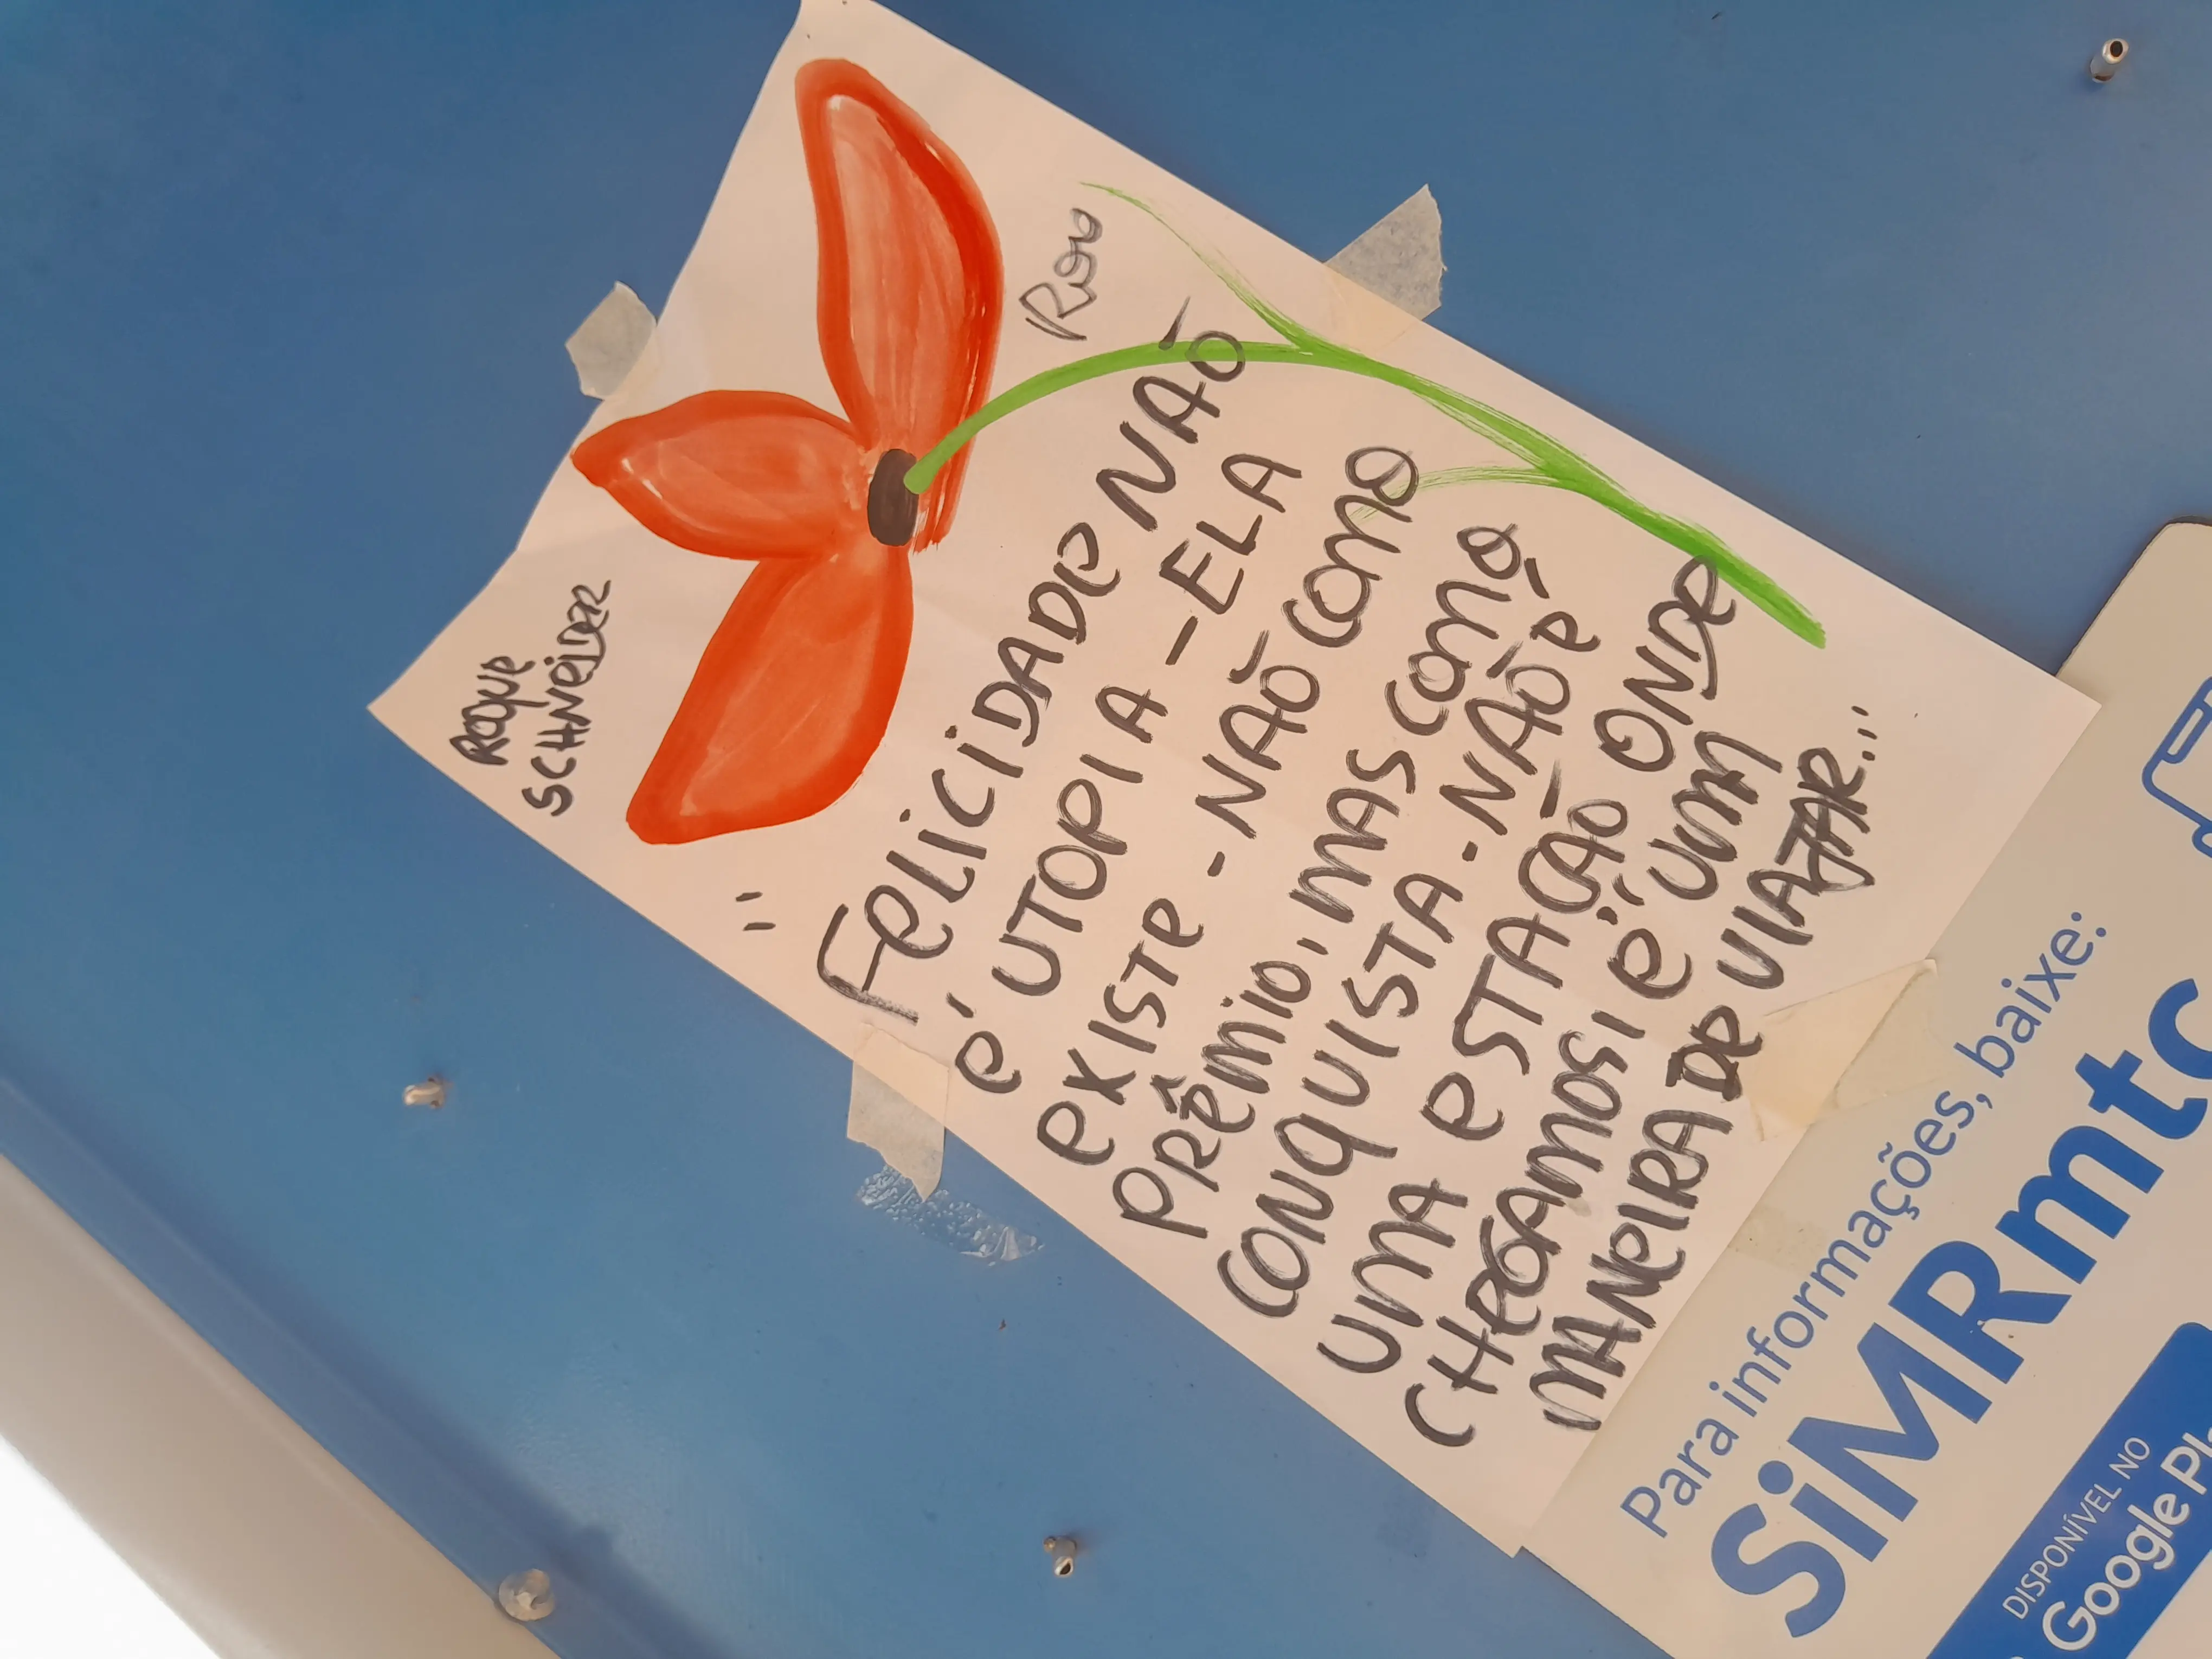 ROQUE
SCHNEIDER
"
FELICIDADE NÃO
É UTOPIA - ELA
EXISTE - NÃO COMO
PRÊMIO, MAS COMO
CONQUISTA - NÃO É
UMA ESTAÇÃO ONDE
CHEGAMOS! É UMA
MANEIRA DE VIAJAR.."
Para informações, baixe:
SiMRmtc
DISPONÍVEL NO
Google Pl